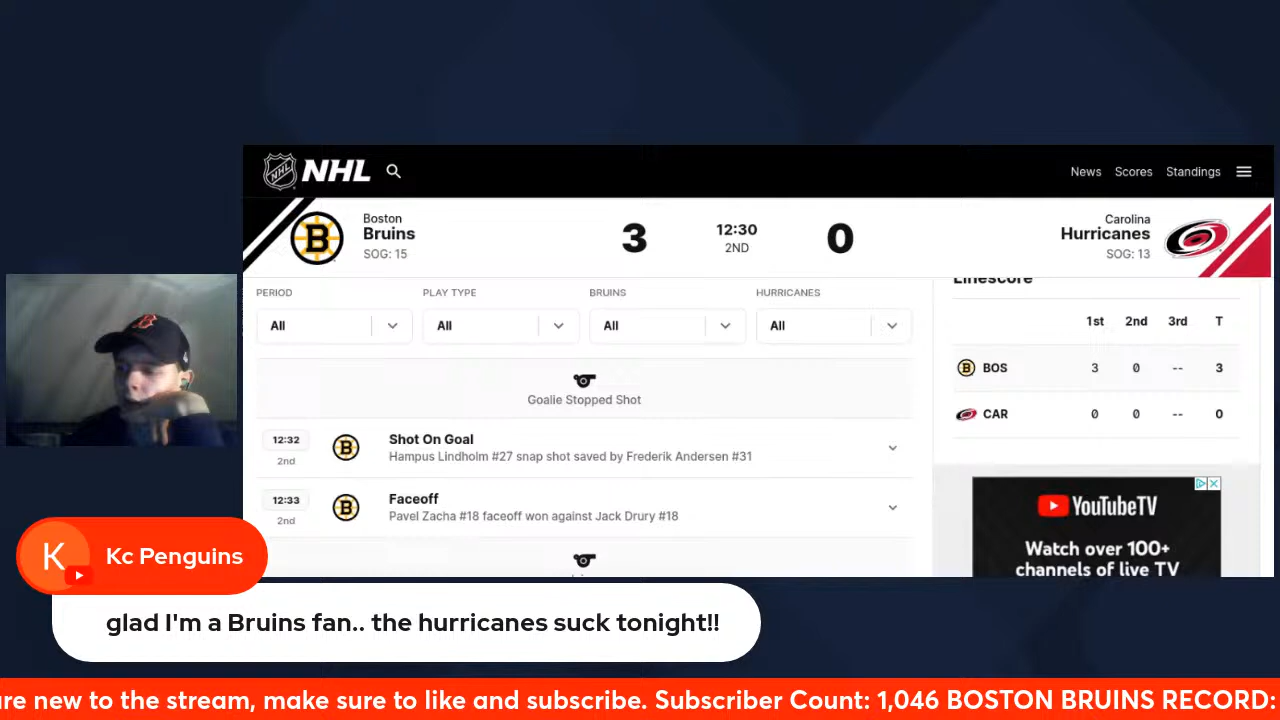 NHL
News Scores Standings
Boston
Bruins
SOG: 15
3
12:30
2ND
0
Carolina
Hurricanes
SOG: 13
PERIOD PLAY TYPE BRUINS HURRICANES
All All All All
Goalie Stopped Shot
12:32
2nd
B
Shot On Goal
Hampus Lindholm #27 snap shot saved by Frederik Andersen #31
12:33
2nd
B
Faceoff
Pavel Zacha #18 faceoff won against Jack Drury #18
Linescore
1st 2nd 3rd T
BOS 3 0 -- 3
CAR 0 0 -- 0
YouTubeTV
Watch over 100+
channels of live TV
K
Kc Penguins
glad I'm a Bruins fan.. the hurricanes suck tonight!!
are new to the stream, make sure to like and subscribe. Subscriber Count: 1,046 BOSTON BRUINS RECORD: